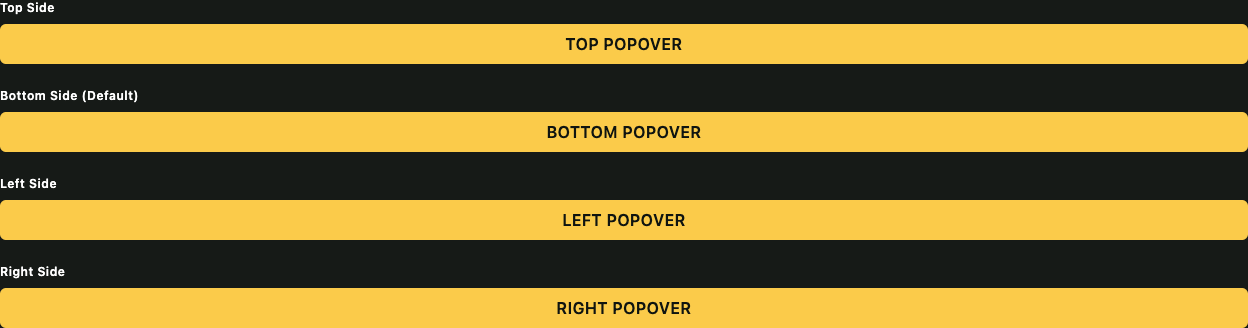 Top Side
TOP POPOVER
Bottom Side (Default)
BOTTOM POPOVER
Left Side
LEFT POPOVER
Right Side
RIGHT POPOVER